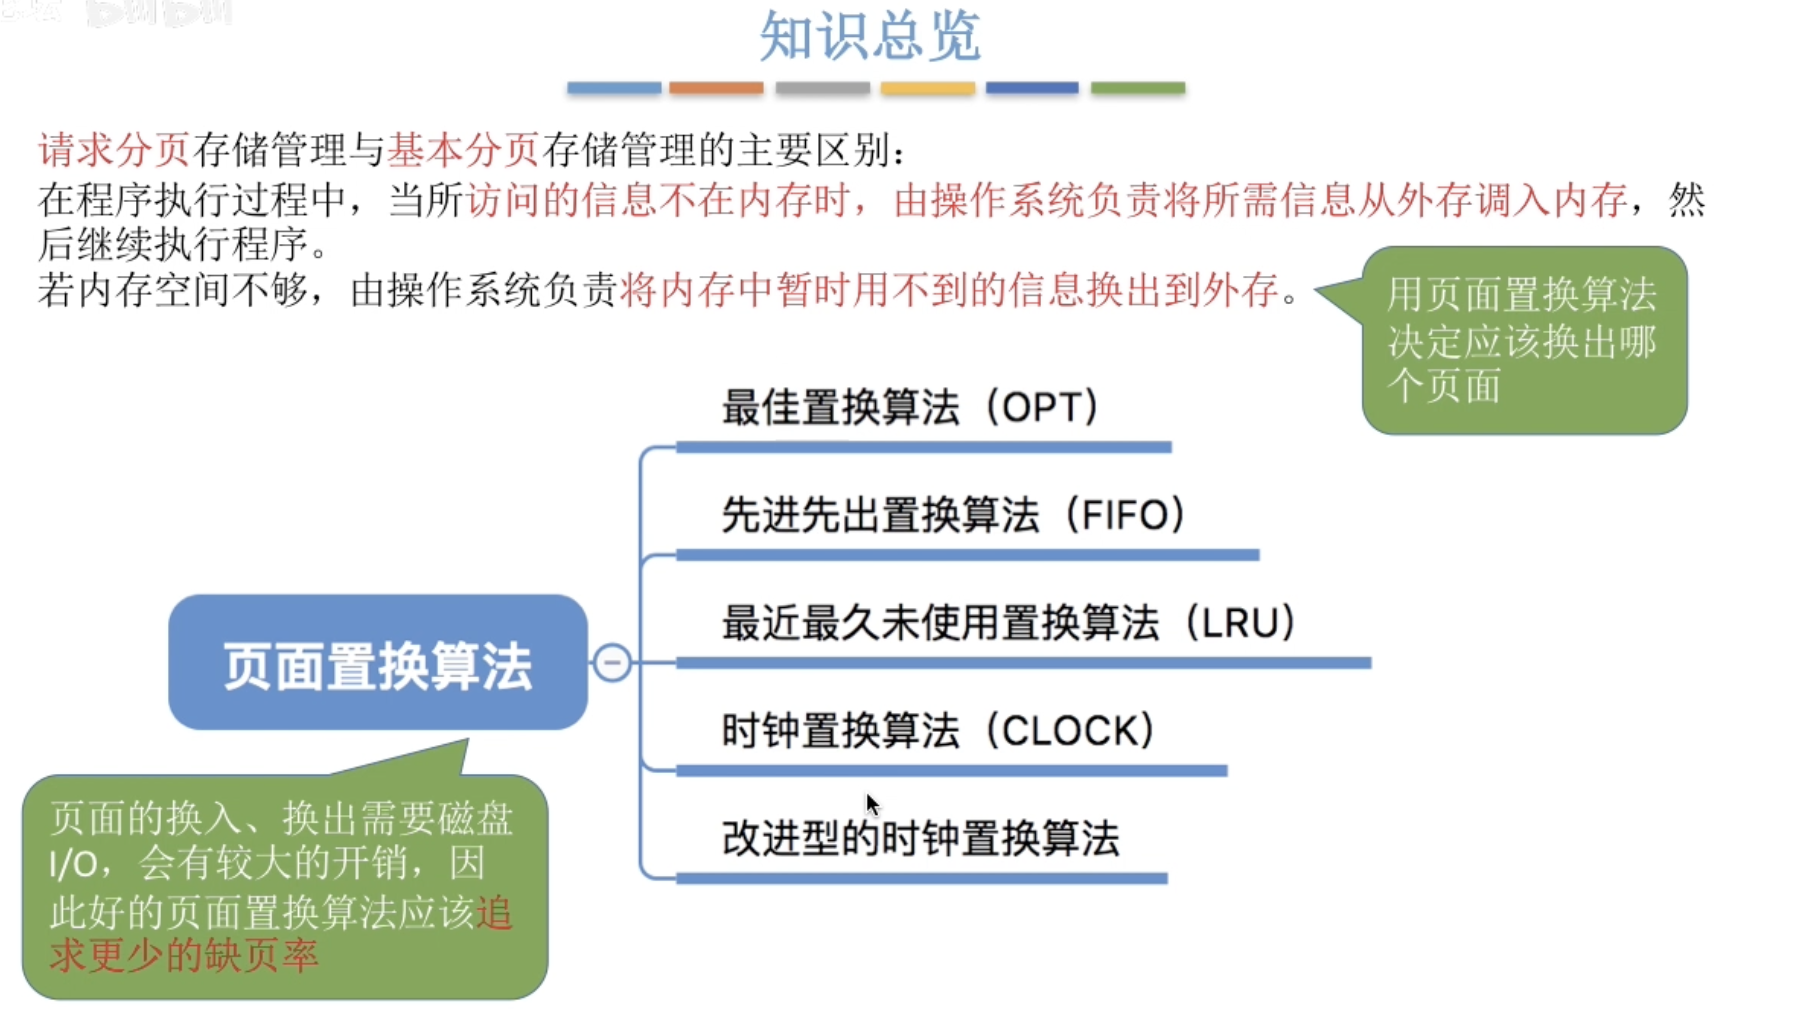 知识总览
请求分页存储管理与基本分页存储管理的主要区别：
在程序执行过程中，当所访问的信息不在内存时，由操作系统负责将所需信息从外存调入内存，然
后继续执行程序。
若内存空间不够，由操作系统负责将内存中暂时用不到的信息换出到外存。
用页面置换算法
决定应该换出哪
个页面
最佳置换算法（OPT）
先进先出置换算法（FIFO）
最近最久未使用置换算法（LRU）
页面置换算法
时钟置换算法（CLOCK）
改进型的时钟置换算法
页面的换入、换出需要磁盘
I/O，会有较大的开销，因
此好的页面置换算法应该追
求更少的缺页率